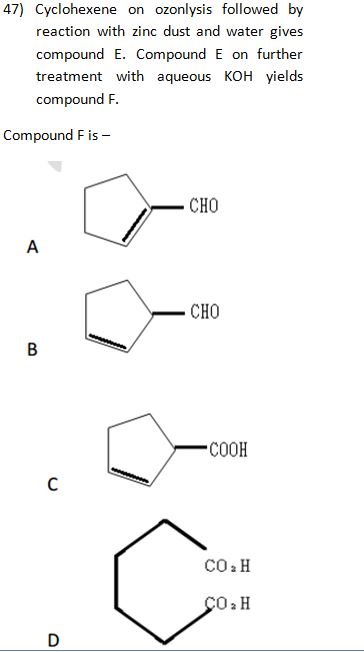 47) Cyclohexene on ozonlysis followed by
reaction with zinc dust and water gives
compound E. Compound E on further
treatment with aqueous KOH yields
compound F.
Compound F is –
CHO
A
CHO
B
COOH
C
CO₂H
CO₂H
D